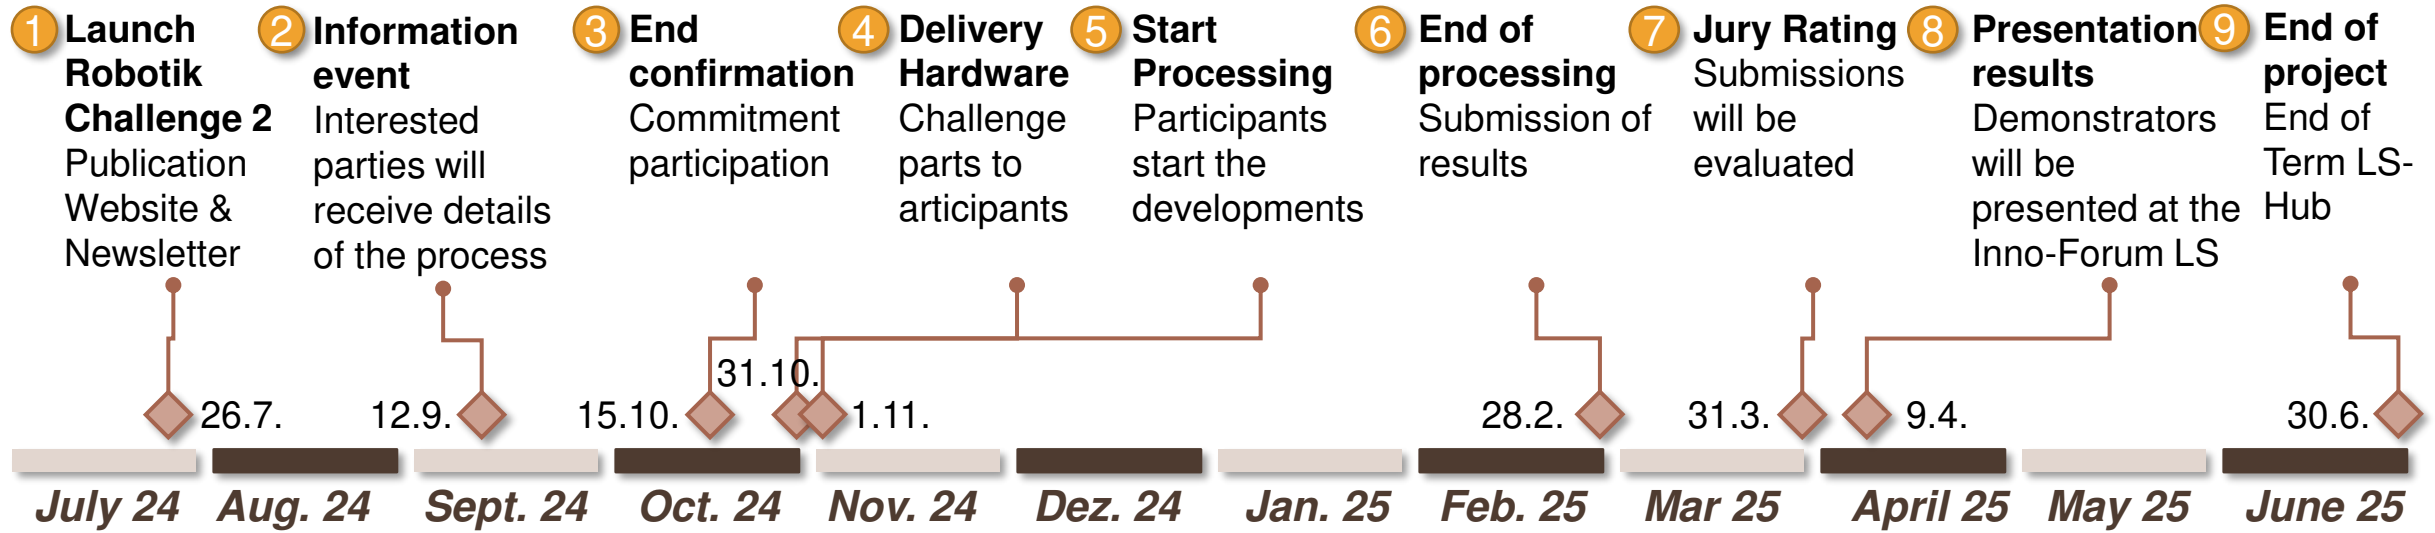 1 Launch
Robotik
Challenge 2
Publication
Website &
Newsletter
2 Information
event
Interested
parties will
receive details
of the process
3 End
confirmation
Commitment
participation
4 Delivery
Hardware
Challenge
parts to
articipants
5 Start
Processing
Participants
start the
developments
6 End of
processing
Submission of
results
7 Jury Rating
Submissions
will be
evaluated
8 Presentation
results
Demonstrators
will be
presented at the
Inno-Forum LS
9 End of
project
End of
Term LS-
Hub
26.7.
12.9.
15.10.
31.10.
1.11.
28.2.
31.3.
9.4.
30.6.
July 24
Aug. 24
Sept. 24
Oct. 24
Nov. 24
Dez. 24
Jan. 25
Feb. 25
Mar 25
April 25
May 25
June 25